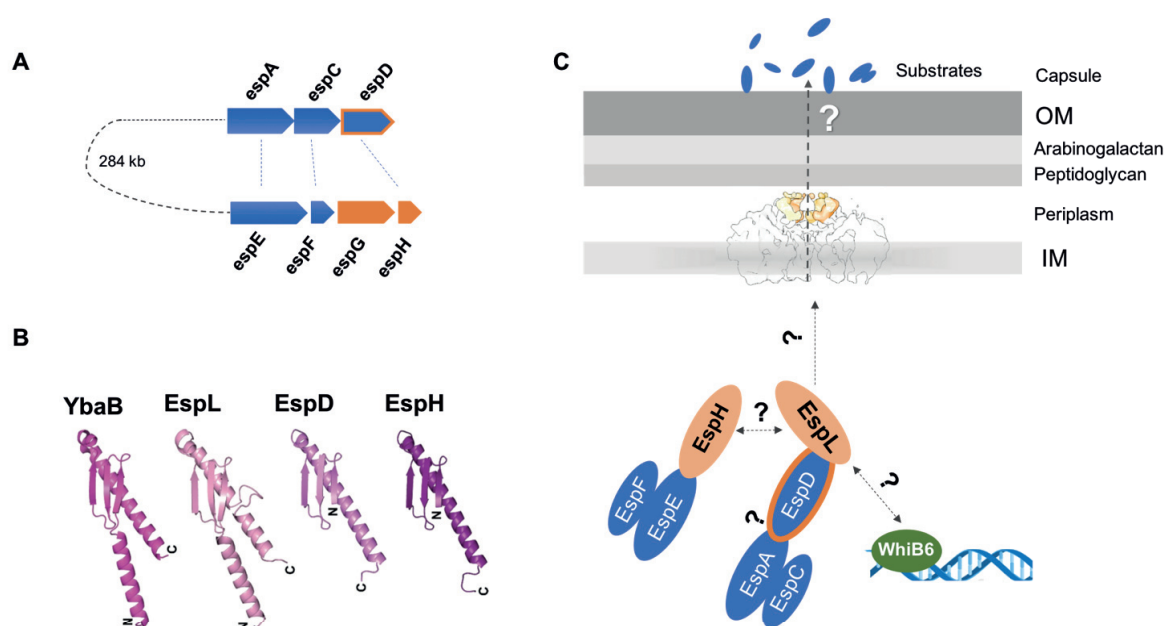 A
espA
espC
espD
284 kb
espE
espF
espG
espH
B
YbaB
EspL
EspD
EspH
N
C
N
C
N
C
N
C
C
Substrates
Capsule
?
OM
Arabinogalactan
Peptidoglycan
Periplasm
IM
?
EspH
?
EspL
EspF
EspE
EspD
?
?
EspA
EspC
WhiB6